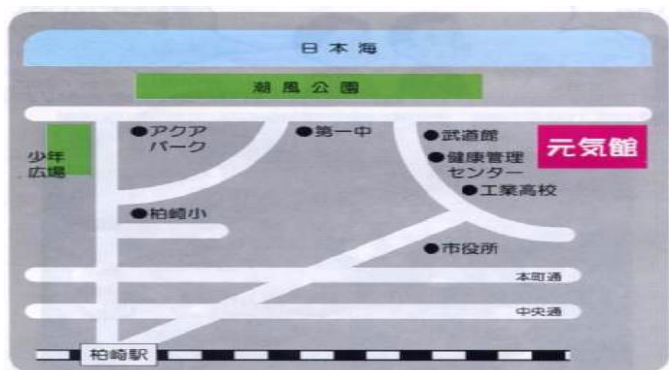 日本海
潮風公園
●アクア
パーク
●第一中
●武道館
元気館
少年
広場
●健康管理
センター
●工業高校
●柏崎小
●市役所
本町通
中央通
柏崎駅